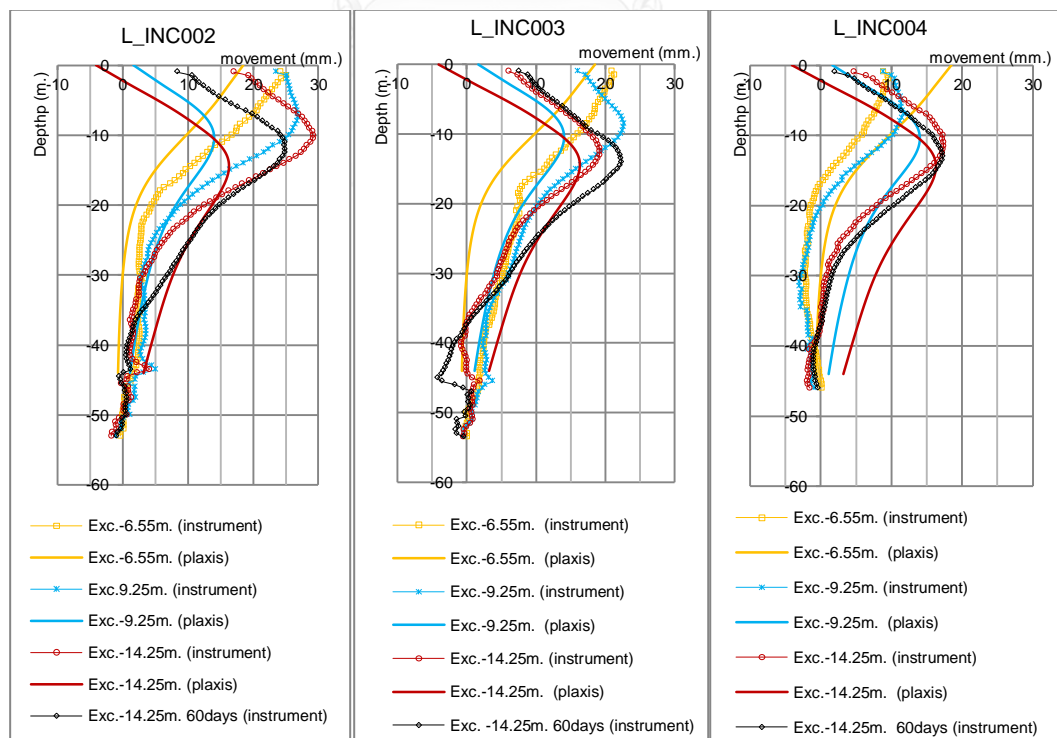 L_INC002
movement (mm.)
-10 0 10 20 30
Depthp (m.)
0
-10
-20
-30
-40
-50
-60
Exc.-6.55m. (instrument)
Exc.-6.55m. (plaxis)
Exc.9.25m. (instrument)
Exc.-9.25m. (plaxis)
Exc.-14.25m. (instrument)
Exc.-14.25m. (plaxis)
Exc.-14.25m. 60days (instrument)
L_INC003
movement (mm.)
-10 0 10 20 30
Depth (m.)
0
-10
-20
-30
-40
-50
-60
Exc.-6.55m. (instrument)
Exc.-6.55m. (plaxis)
Exc.-9.25m. (instrument)
Exc.-9.25m. (plaxis)
Exc.-14.25m. (instrument)
Exc.-14.25m. (plaxis)
Exc. -14.25m. 60days (instrument)
L_INC004
movement (mm.)
-10 0 10 20 30
Depth (m.)
0
-10
-20
-30
-40
-50
-60
Exc.-6.55m. (instrument)
Exc.-6.55m. (plaxis)
Exc.-9.25m. (instrument)
Exc.-9.25m. (plaxis)
Exc.-14.25m. (instrument)
Exc.-14.25m. (plaxis)
Exc.-14.25m. 60days (instrument)